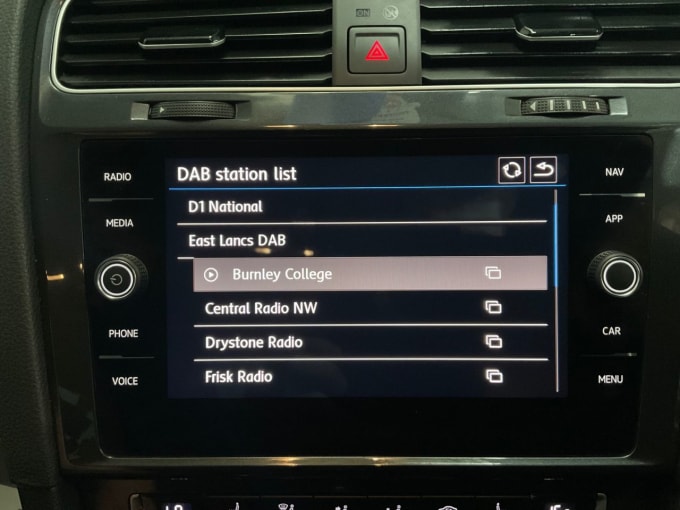 ON
RADIO
DAB station list
NAV
D1 National
MEDIA
APP
East Lancs DAB
Burnley College
Central Radio NW
PHONE
CAR
Drystone Radio
VOICE
Frisk Radio
MENU